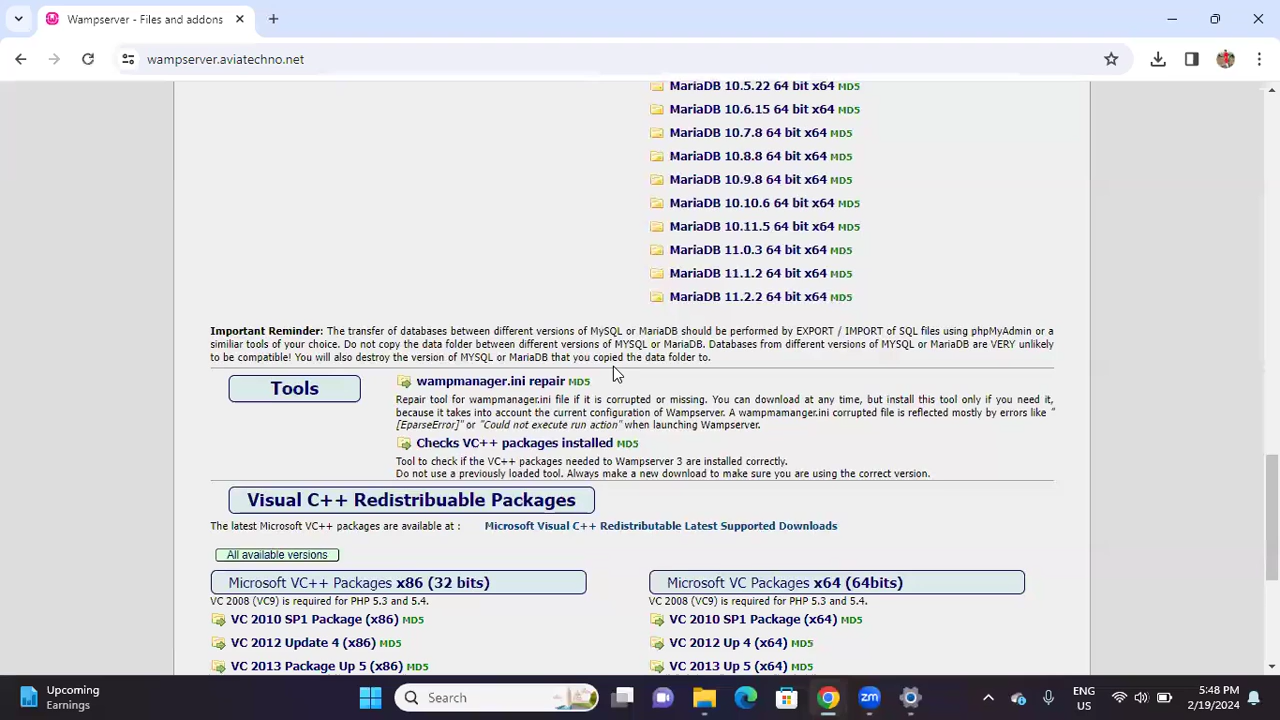 Wampserver - Files and addons
wampserver.aviatechno.net
MariaDB 10.5.22 64 bit x64 MD5
MariaDB 10.6.15 64 bit x64 MD5
MariaDB 10.7.8 64 bit x64 MD5
MariaDB 10.8.8 64 bit x64 MD5
MariaDB 10.9.8 64 bit x64 MD5
MariaDB 10.10.6 64 bit x64 MD5
MariaDB 10.11.5 64 bit x64 MD5
MariaDB 11.0.3 64 bit x64 MD5
MariaDB 11.1.2 64 bit x64 MD5
MariaDB 11.2.2 64 bit x64 MD5
Important Reminder: The transfer of databases between different versions of MySQL or MariaDB should be performed by EXPORT / IMPORT of SQL files using phpMyAdmin or a
similiar tools of your choice. Do not copy the data folder between different versions of MYSQL or MariaDB. Databases from different versions of MYSQL or MariaDB are VERY unlikely
to be compatible! You will also destroy the version of MYSQL or MariaDB that you copied the data folder to.
Tools
wampmanager.ini repair MD5
Repair tool for wampmanager.ini file if it is corrupted or missing. You can download at any time, but install this tool only if you need it,
because it takes into account the current configuration of Wampserver. A wampmamanger.ini corrupted file is reflected mostly by errors like "
[EparseError]" or "Could not execute run action" when launching Wampserver.
Checks VC++ packages installed MD5
Tool to check if the VC++ packages needed to Wampserver 3 are installed correctly.
Do not use a previously loaded tool. Always make a new download to make sure you are using the correct version.
Visual C++ Redistribuable Packages
The latest Microsoft VC++ packages are available at : Microsoft Visual C++ Redistributable Latest Supported Downloads
All available versions
Microsoft VC++ Packages x86 (32 bits)
VC 2008 (VC9) is required for PHP 5.3 and 5.4.
VC 2010 SP1 Package (x86) MD5
VC 2012 Update 4 (x86) MD5
VC 2013 Package Up 5 (x86) MD5
Microsoft VC Packages x64 (64bits)
VC 2008 (VC9) is required for PHP 5.3 and 5.4.
VC 2010 SP1 Package (x64) MD5
VC 2012 Up 4 (x64) MD5
VC 2013 Up 5 (x64) MD5
Upcoming
Earnings
Search
zm
ENG
US
5:48 PM
2/19/2024